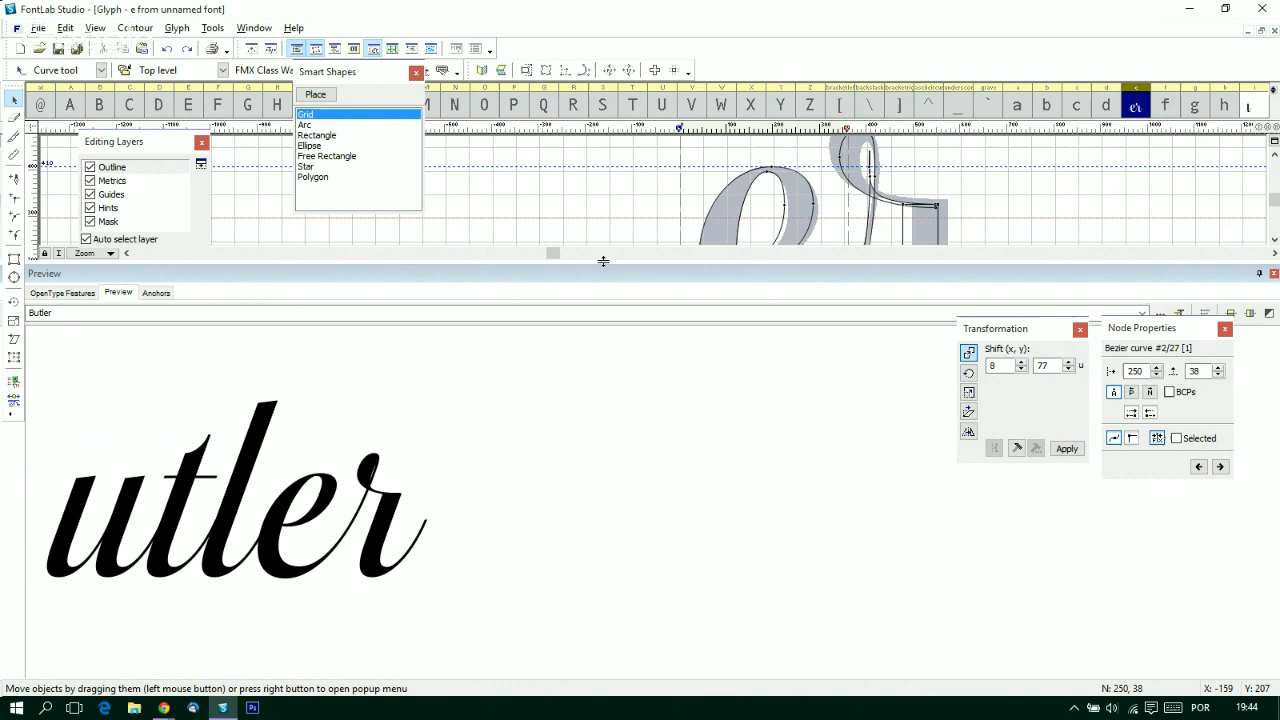 FontLab Studio - [Glyph - e from unnamed font]
File Edit View Contour Glyph Tools Window Help
Curve tool Top level FMX Class Wa
Smart Shapes
Place
Grid
Arc
Rectangle
Ellipse
Free Rectangle
Star
Polygon
@ A B C D E F G H M N O P Q R S T U V W X Y Z [ \ ] ^ _ ` a b c d e f g h
Editing Layers
Outline
Metrics
Guides
Hints
Mask
Auto select layer
Zoom
Preview
OpenType Features Preview Anchors
Butler
utler
Transformation
Shift (x, y):
8 77 u
Apply
Node Properties
Bezier curve #2/27 [1]
250 38
BCPs
Selected
Move objects by dragging them (left mouse button) or press right button to open popup menu
N: 250, 38 X: -159 Y: 207
POR 19:44